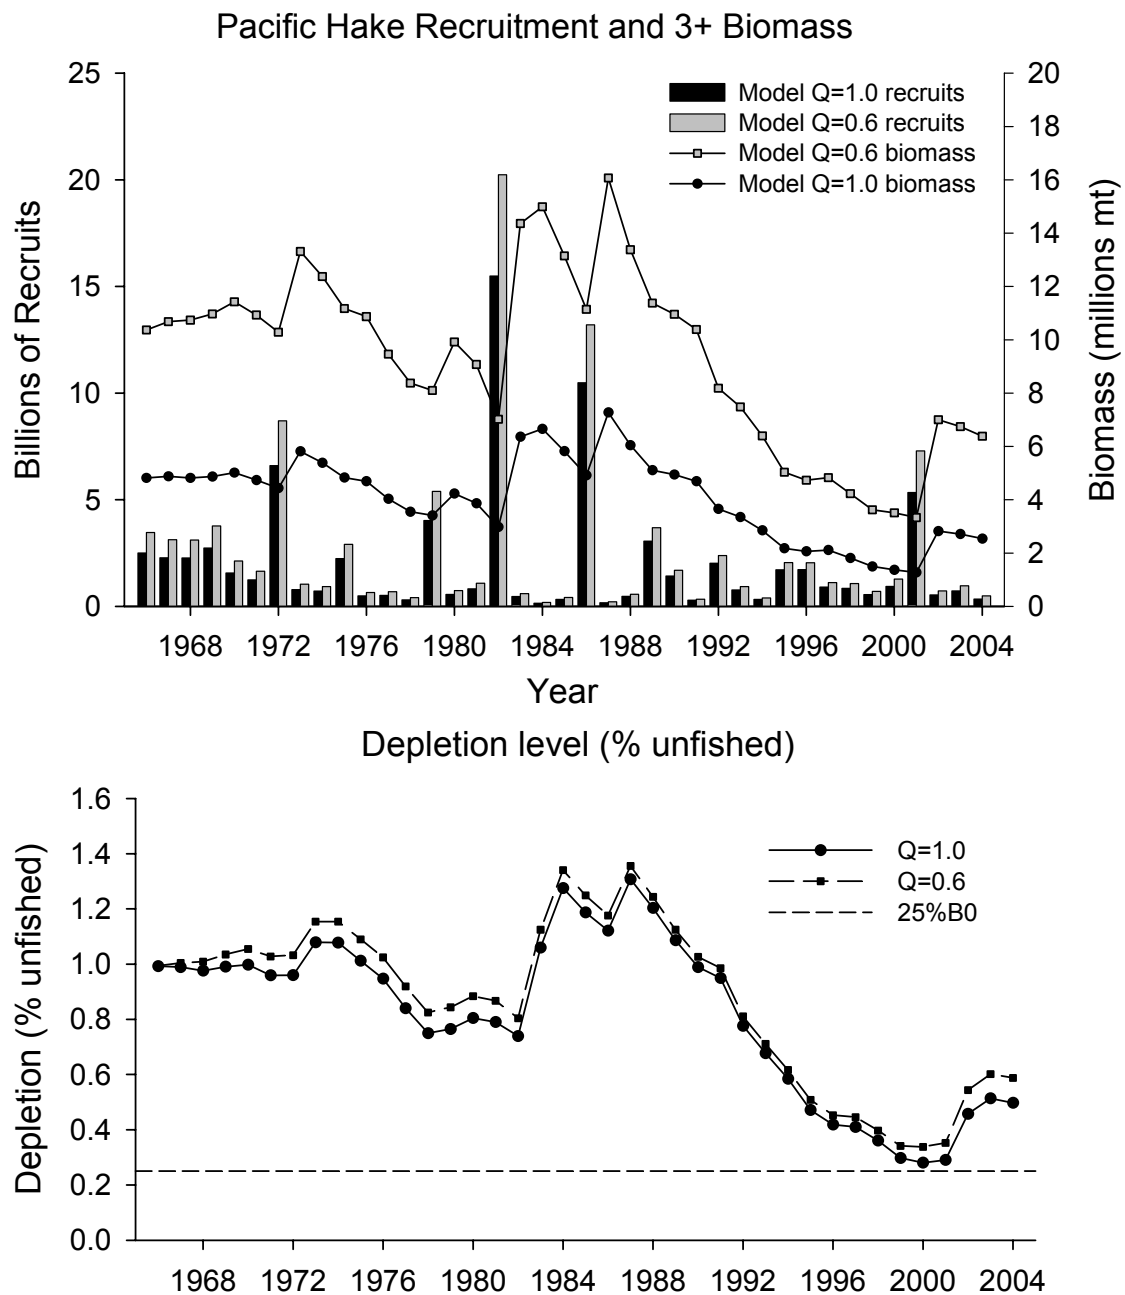 Pacific Hake Recruitment and 3+ Biomass
25
20
15
10
5
0
Billions of Recruits
Model Q=1.0 recruits
Model Q=0.6 recruits
Model Q=0.6 biomass
Model Q=1.0 biomass
20
18
16
14
12
10
8
6
4
2
0
Biomass (millions mt)
1968 1972 1976 1980 1984 1988 1992 1996 2000 2004
Year
Depletion level (% unfished)
1.6
1.4
1.2
1.0
0.8
0.6
0.4
0.2
0.0
Depletion (% unfished)
Q=1.0
Q=0.6
25%B0
1968 1972 1976 1980 1984 1988 1992 1996 2000 2004